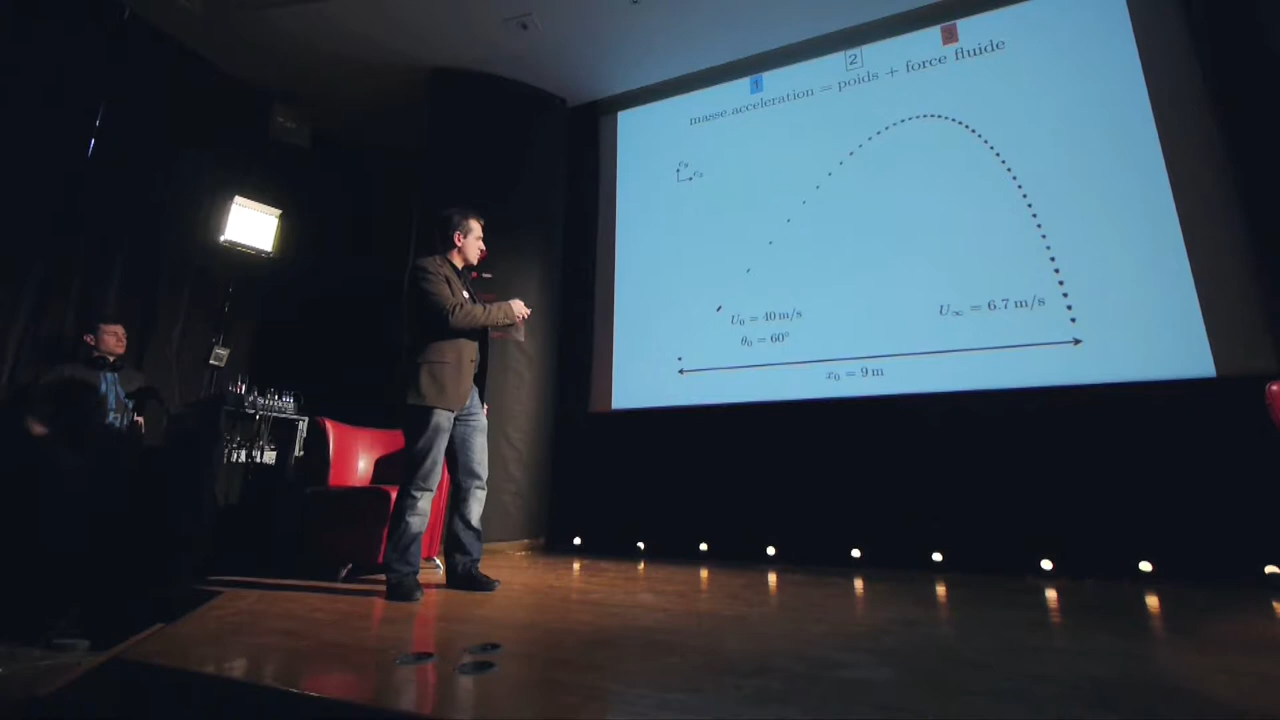 1 2 3
masse.acceleration = poids + force fluide
U₀ = 40 m/s
U∞ = 6.7 m/s
θ₀ = 60°
x₀ = 9 m